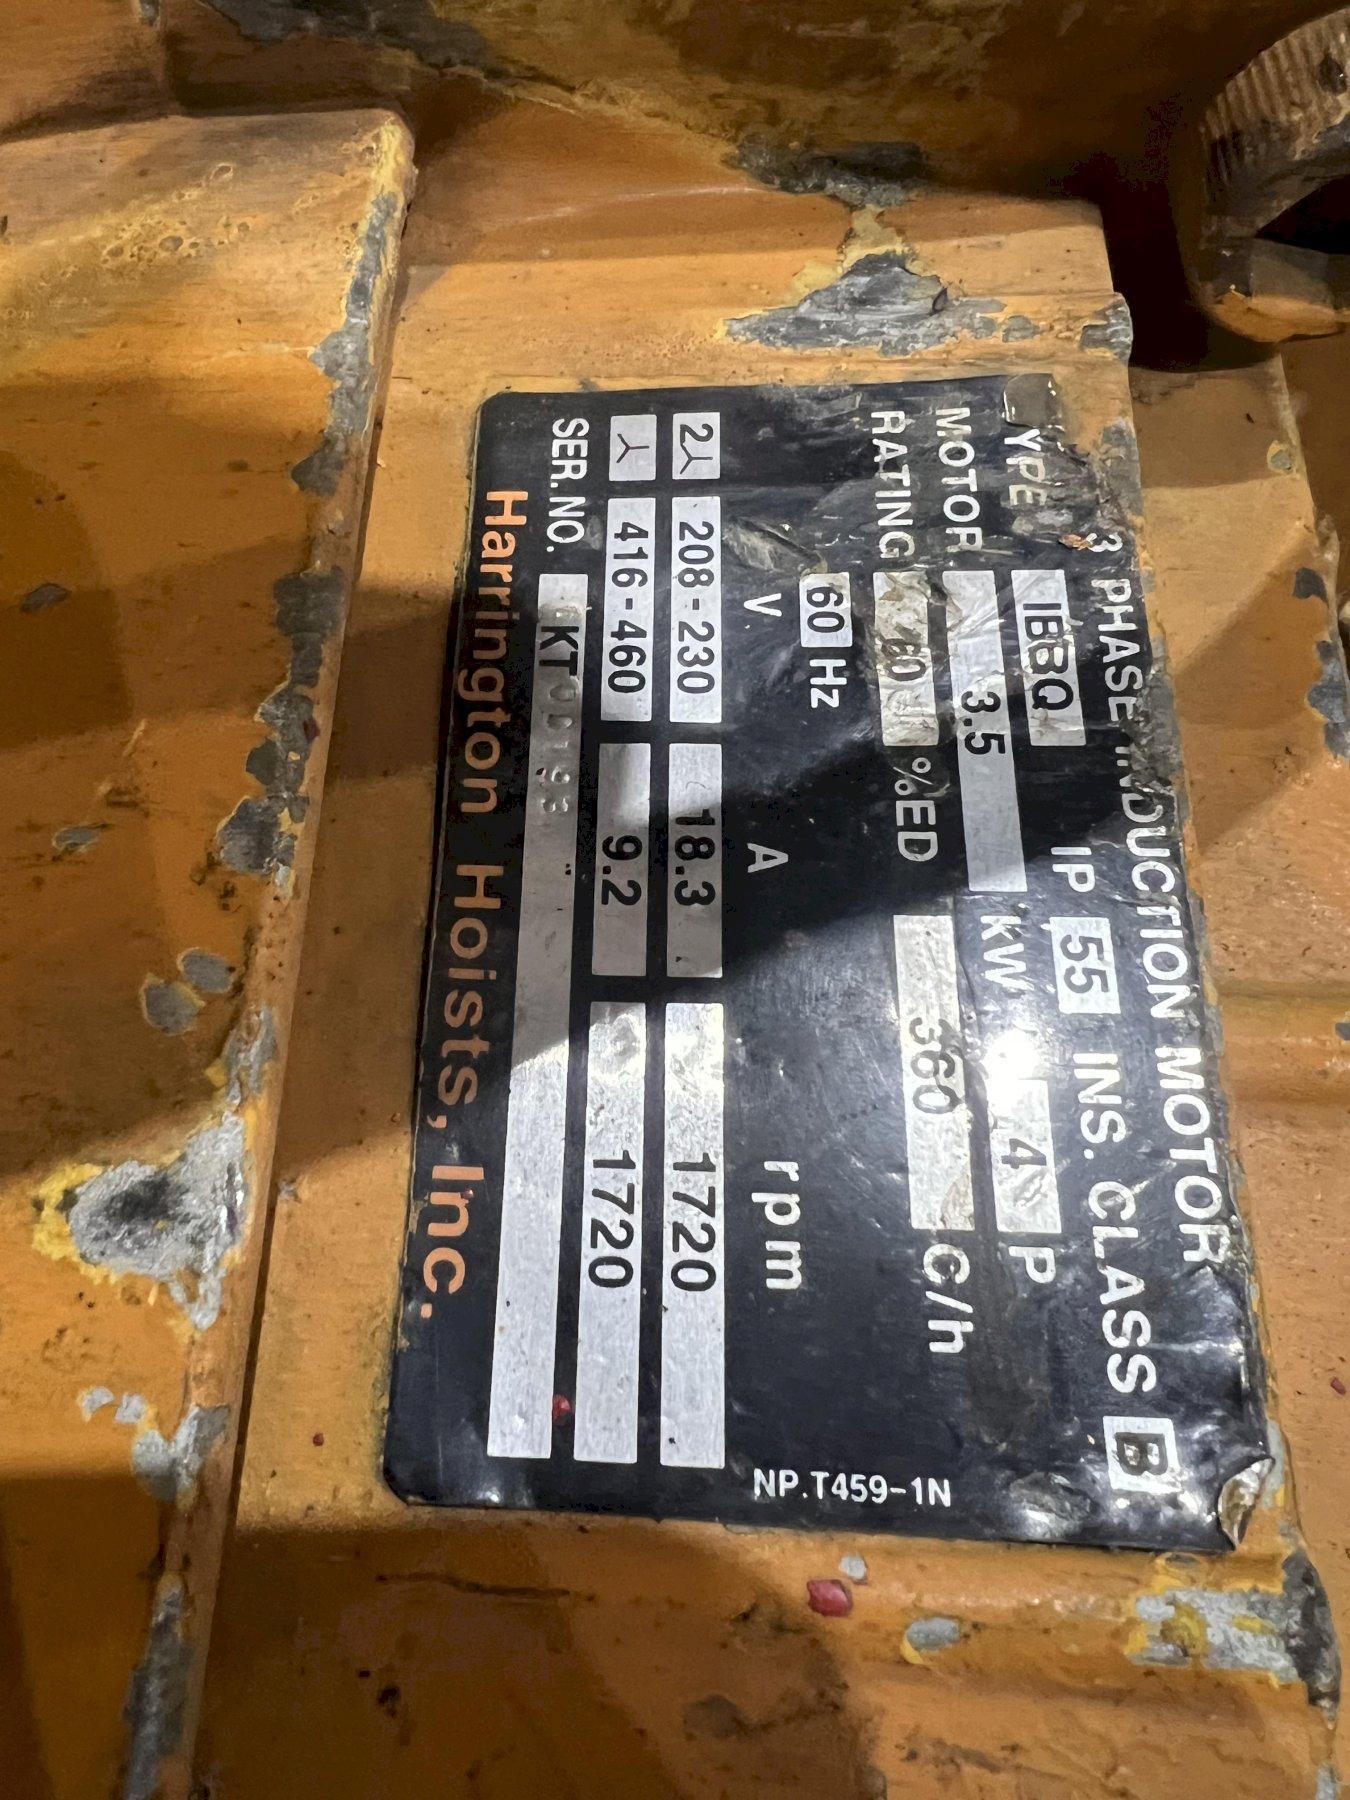 3 PHASE INDUCTION MOTOR
TYPE IBBQ IP 55 INS. CLASS B
MOTOR 3.5 KW 4 P
RATING 60 %ED 360 C/h
60 Hz
V A rpm
2 208-230 18.3 1720
416-460 9.2 1720
SER. NO.
Harrington Hoists, Inc.
NP.T459-1N